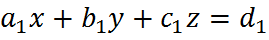 a₁x + b₁y + c₁z = d₁